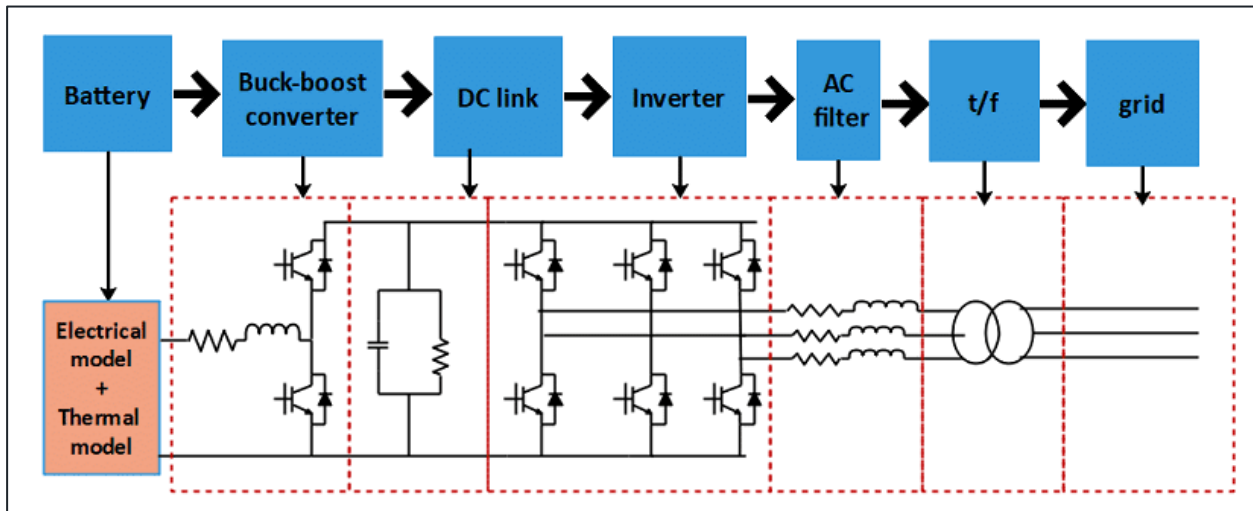 Battery
Buck-boost
converter
DC link
Inverter
AC
filter
t/f
grid
Electrical
model
+
Thermal
model